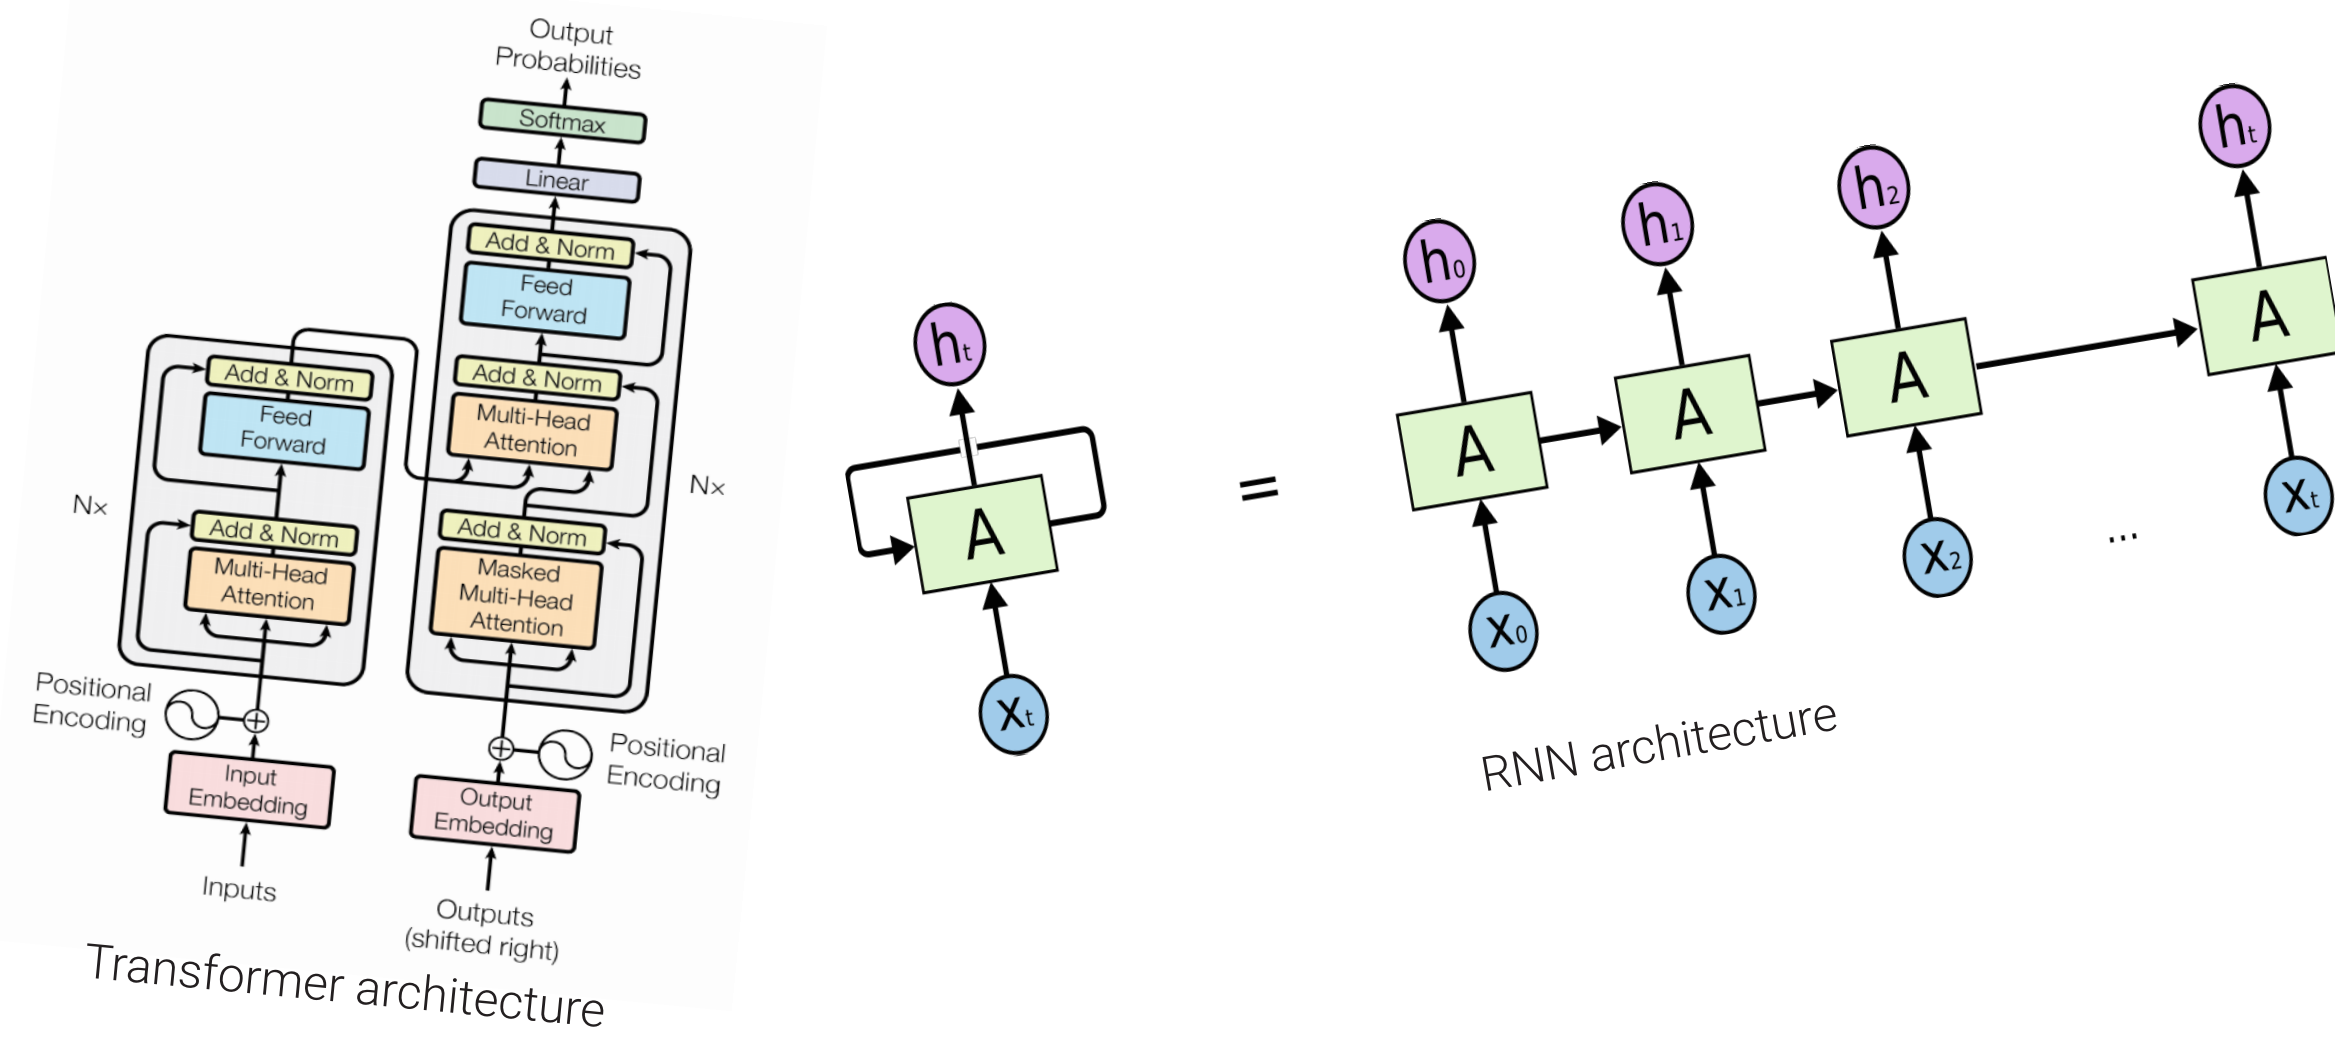 Output
Probabilities
Softmax
Linear
Add & Norm
Feed
Forward
Add & Norm
Multi-Head
Attention
Add & Norm
Masked
Multi-Head
Attention
Nx
Add & Norm
Feed
Forward
Add & Norm
Multi-Head
Attention
Nx
Positional
Encoding
Positional
Encoding
Input
Embedding
Output
Embedding
Inputs
Outputs
(shifted right)
Transformer architecture
ht
A
xt
=
h0
h1
h2
ht
A
A
A
A
x0
x1
x2
...
xt
RNN architecture